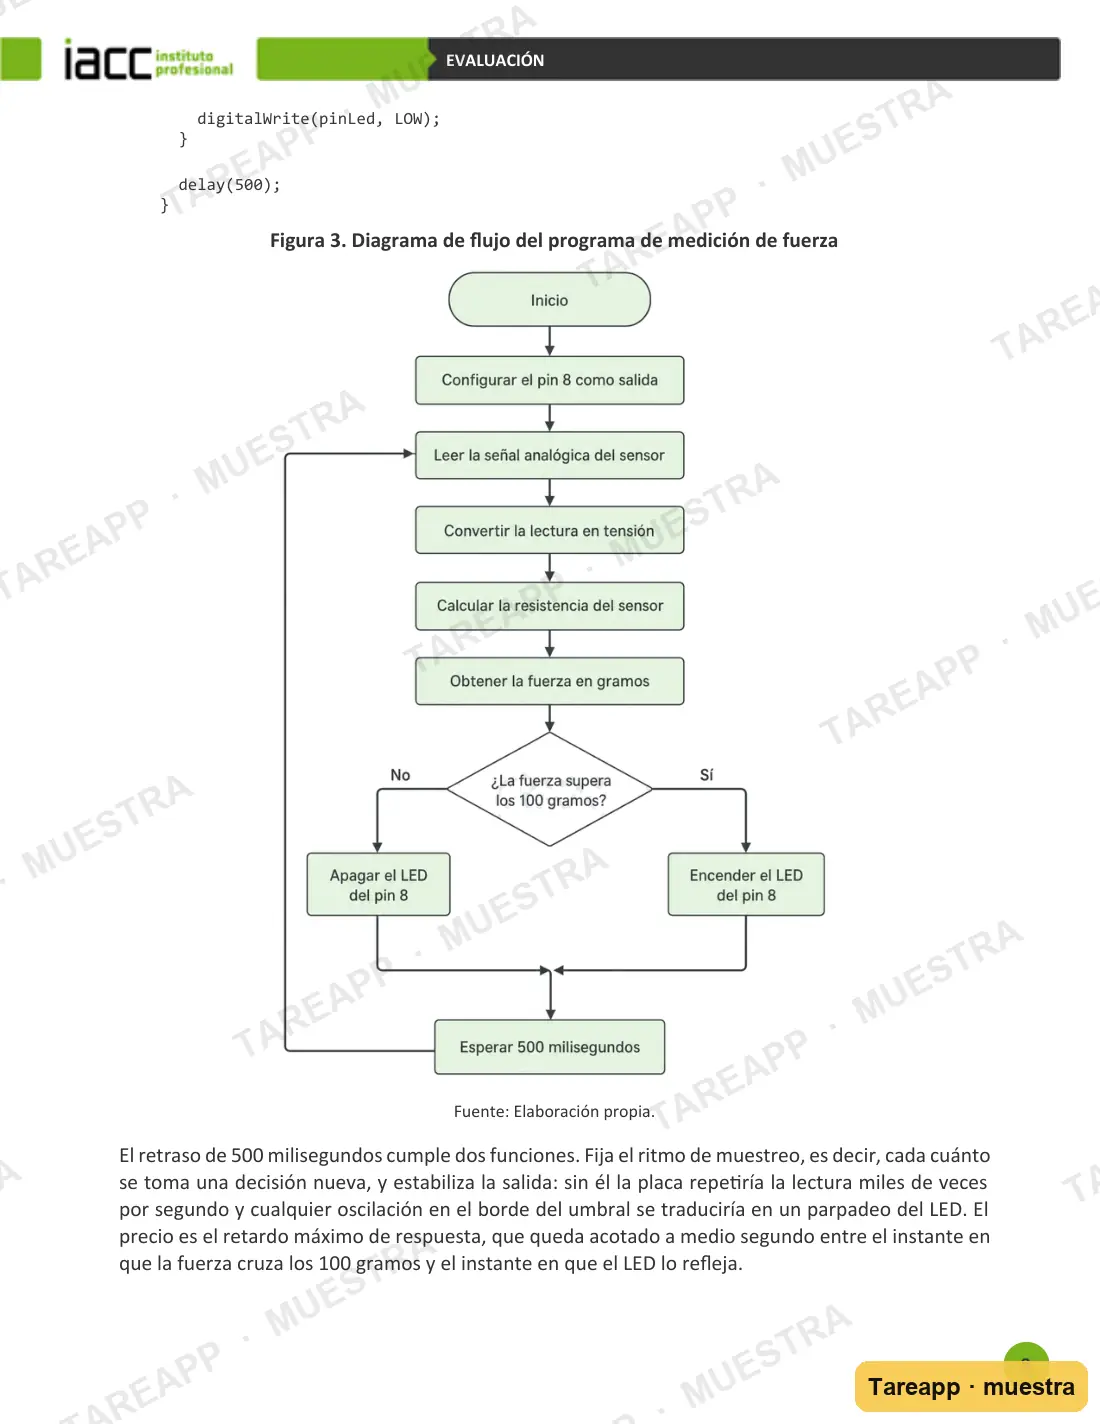 iacc instituto
profesional
EVALUACIÓN
digitalWrite(pinLed, LOW);
}
delay(500);
}
Figura 3. Diagrama de flujo del programa de medición de fuerza
Inicio
Configurar el pin 8 como salida
Leer la señal analógica del sensor
Convertir la lectura en tensión
Calcular la resistencia del sensor
Obtener la fuerza en gramos
¿La fuerza supera
los 100 gramos?
No
Sí
Apagar el LED
del pin 8
Encender el LED
del pin 8
Esperar 500 milisegundos
Fuente: Elaboración propia.
El retraso de 500 milisegundos cumple dos funciones. Fija el ritmo de muestreo, es decir, cada cuánto
se toma una decisión nueva, y estabiliza la salida: sin él la placa repetiría la lectura miles de veces
por segundo y cualquier oscilación en el borde del umbral se traduciría en un parpadeo del LED. El
precio es el retardo máximo de respuesta, que queda acotado a medio segundo entre el instante en
que la fuerza cruza los 100 gramos y el instante en que el LED lo refleja.
Tareapp · muestra
TAREAPP · MUESTRA